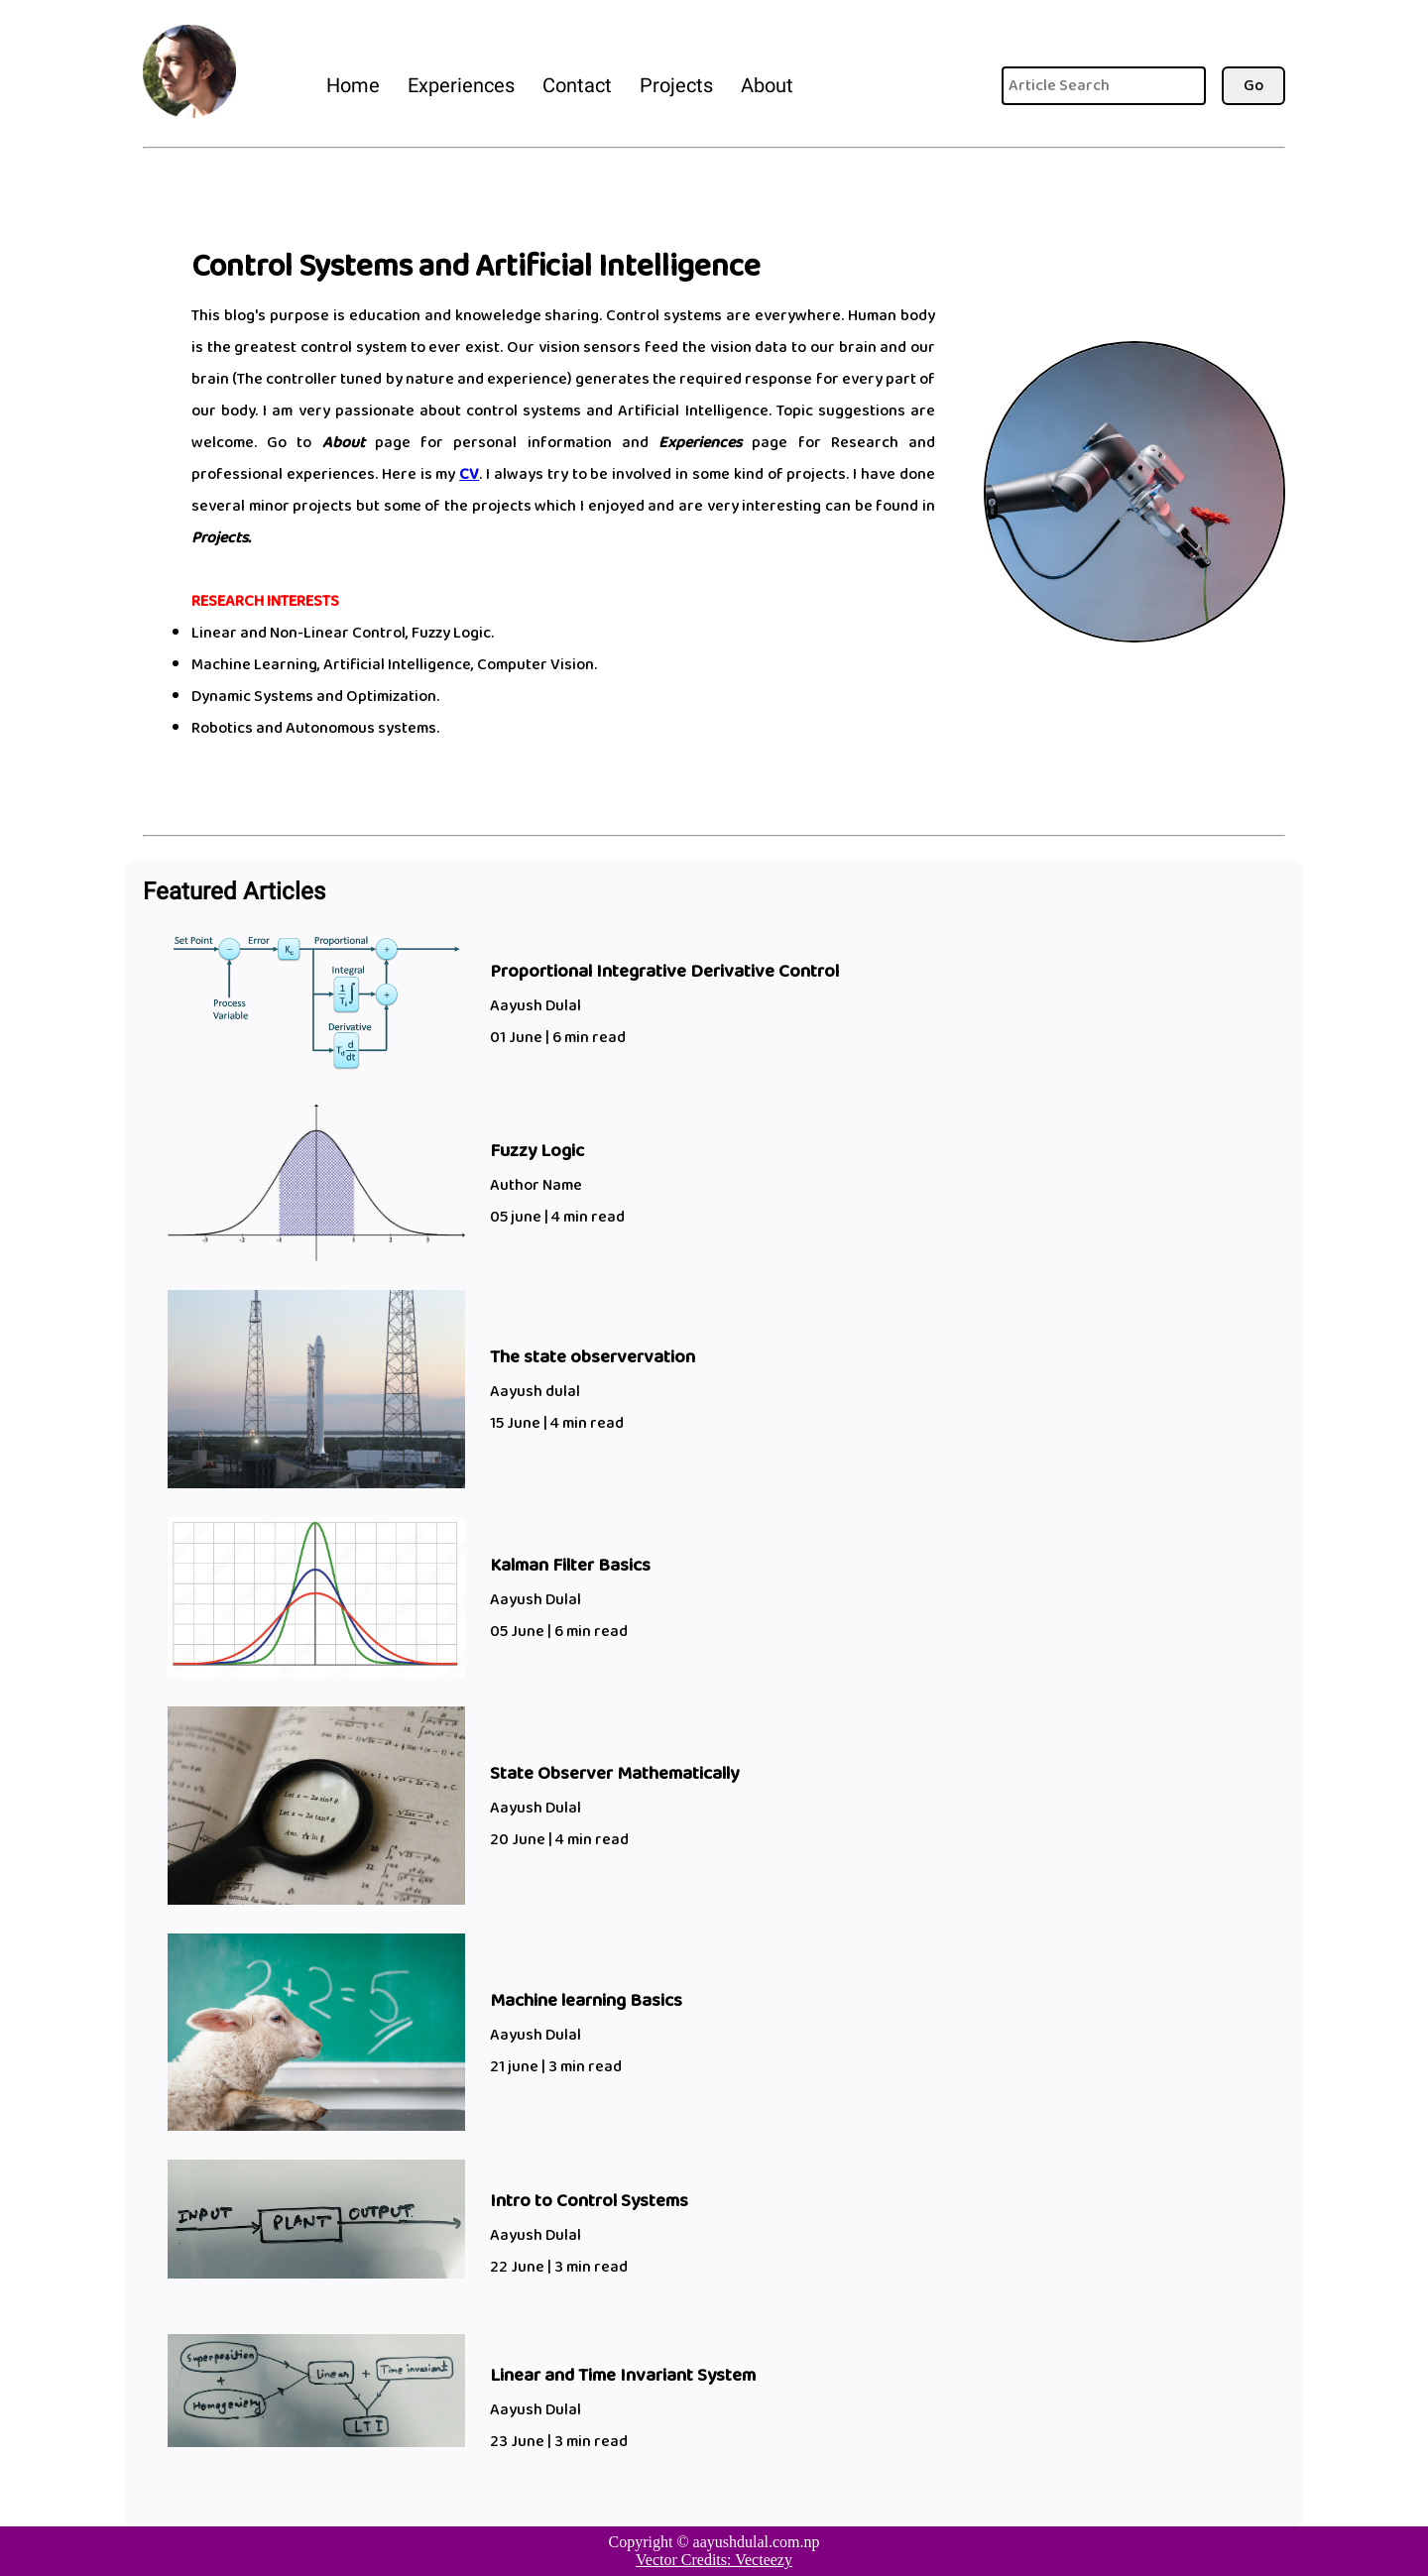 Home Experiences Contact Projects About Article Search Go
Control Systems and Artificial Intelligence
This blog's purpose is education and knoweledge sharing. Control systems are everywhere. Human body
is the greatest control system to ever exist. Our vision sensors feed the vision data to our brain and our
brain (The controller tuned by nature and experience) generates the required response for every part of
our body. I am very passionate about control systems and Artificial Intelligence. Topic suggestions are
welcome. Go to About page for personal information and Experiences page for Research and
professional experiences. Here is my CV. I always try to be involved in some kind of projects. I have done
several minor projects but some of the projects which I enjoyed and are very interesting can be found in
Projects.
RESEARCH INTERESTS
Linear and Non-Linear Control, Fuzzy Logic.
Machine Learning, Artificial Intelligence, Computer Vision.
Dynamic Systems and Optimization.
Robotics and Autonomous systems.
Featured Articles
Set Point Error Proportional
− Kc +
Integral
1/Ti ∫ +
Process
Variable
Derivative
Td d/dt
Proportional Integrative Derivative Control
Aayush Dulal
01 June | 6 min read
-3 -2 -1 1 2 3
Fuzzy Logic
Author Name
05 june | 4 min read
The state observervation
Aayush dulal
15 June | 4 min read
Kalman Filter Basics
Aayush Dulal
05 June | 6 min read
State Observer Mathematically
Aayush Dulal
20 June | 4 min read
2+2=5
Machine learning Basics
Aayush Dulal
21 june | 3 min read
INPUT PLANT OUTPUT
Intro to Control Systems
Aayush Dulal
22 June | 3 min read
Superposition Linear + Time invariant
+
Homogeniety
LTI
Linear and Time Invariant System
Aayush Dulal
23 June | 3 min read
Copyright © aayushdulal.com.np
Vector Credits: Vecteezy